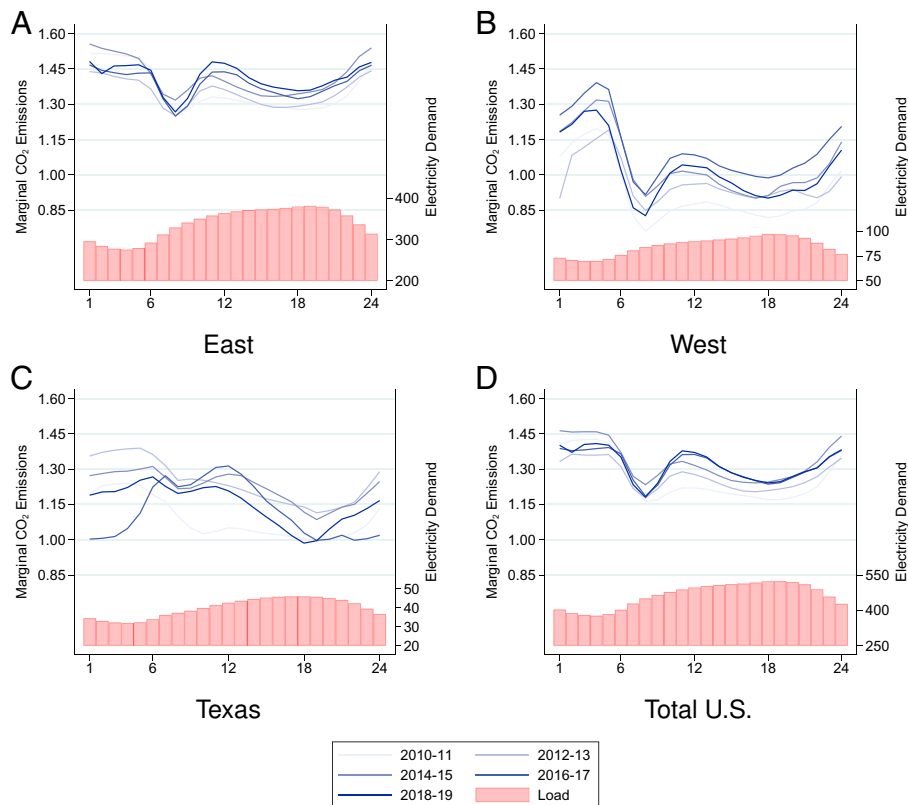 A
Marginal CO₂ Emissions
1.60
1.45
1.30
1.15
1.00
0.85
Electricity Demand
400
300
200
1 6 12 18 24
East
B
Marginal CO₂ Emissions
1.60
1.45
1.30
1.15
1.00
0.85
Electricity Demand
100
75
50
1 6 12 18 24
West
C
Marginal CO₂ Emissions
1.60
1.45
1.30
1.15
1.00
0.85
Electricity Demand
50
40
30
20
1 6 12 18 24
Texas
D
Marginal CO₂ Emissions
1.60
1.45
1.30
1.15
1.00
0.85
Electricity Demand
550
400
250
1 6 12 18 24
Total U.S.
2010-11 2012-13
2014-15 2016-17
2018-19 Load